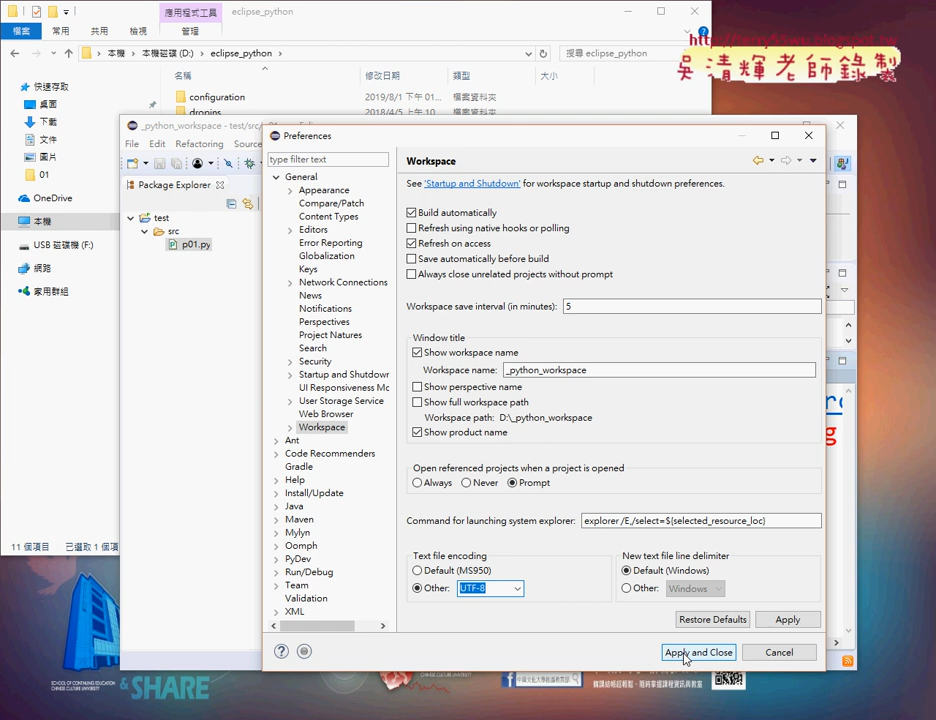 應用程式工具
eclipse_python
檔案
常用
共用
檢視
管理
本機
本機磁碟 (D:)
eclipse_python
搜尋 eclipse_python
吳清輝老師錄製
名稱
修改日期
類型
大小
快速存取
桌面
下載
文件
圖片
01
OneDrive
本機
USB 磁碟機 (F:)
網路
家用群組
configuration
2019/8/1 下午 01...
檔案資料夾
dropins
2018/4/5 上午 10
檔案資料夾
11 個項目
已選取 1 個項
_python_workspace - test/src/
File
Edit
Refactoring
Source
Package Explorer
test
src
p01.py
Preferences
type filter text
General
Appearance
Compare/Patch
Content Types
Editors
Error Reporting
Globalization
Keys
Network Connections
News
Notifications
Perspectives
Project Natures
Search
Security
Startup and Shutdown
UI Responsiveness Mc
User Storage Service
Web Browser
Workspace
Ant
Code Recommenders
Gradle
Help
Install/Update
Java
Maven
Mylyn
Oomph
PyDev
Run/Debug
Team
Validation
XML
Workspace
See 'Startup and Shutdown' for workspace startup and shutdown preferences.
Build automatically
Refresh using native hooks or polling
Refresh on access
Save automatically before build
Always close unrelated projects without prompt
Workspace save interval (in minutes):
5
Window title
Show workspace name
Workspace name:
_python_workspace
Show perspective name
Show full workspace path
Workspace path: D:\_python_workspace
Show product name
Open referenced projects when a project is opened
Always
Never
Prompt
Command for launching system explorer:
explorer /E,/select=${selected_resource_loc}
Text file encoding
Default (MS950)
Other:
UTF-8
New text file line delimiter
Default (Windows)
Other:
Windows
Restore Defaults
Apply
Apply and Close
Cancel
SCHOOL OF CONTINUING EDUCATION
CHINESE CULTURE UNIVERSITY
&SHARE